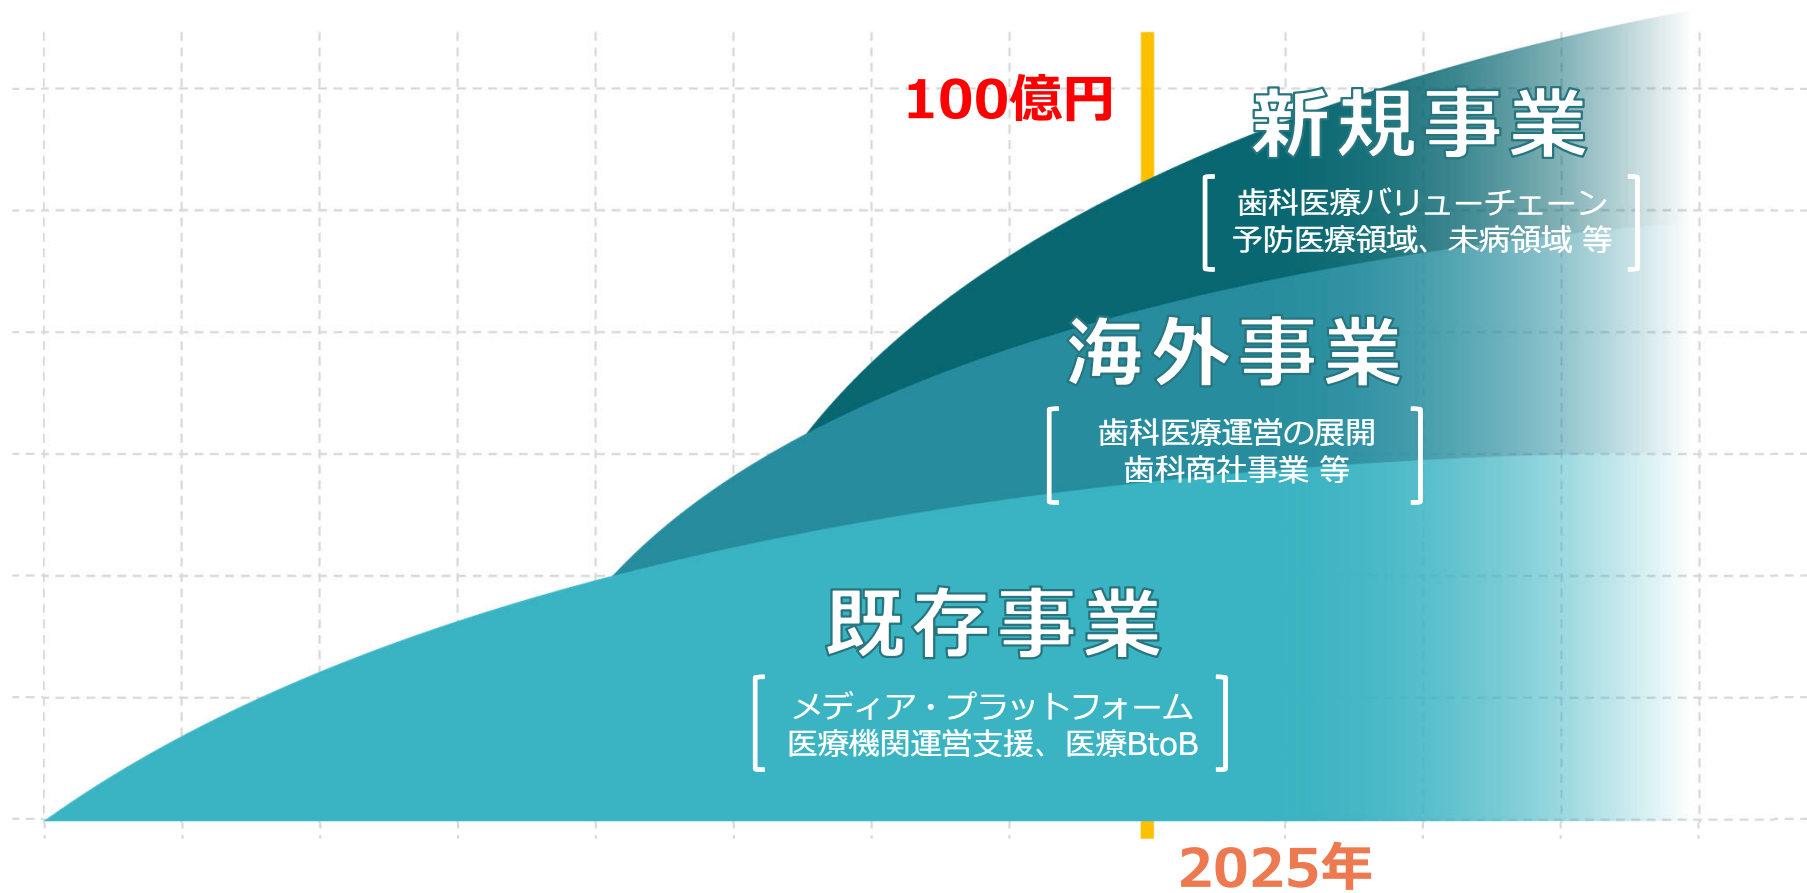 100億円
新規事業
歯科医療バリューチェーン
予防医療領域、未病領域 等
海外事業
歯科医療運営の展開
歯科商社事業 等
既存事業
メディア・プラットフォーム
医療機関運営支援、医療BtoB
2025年